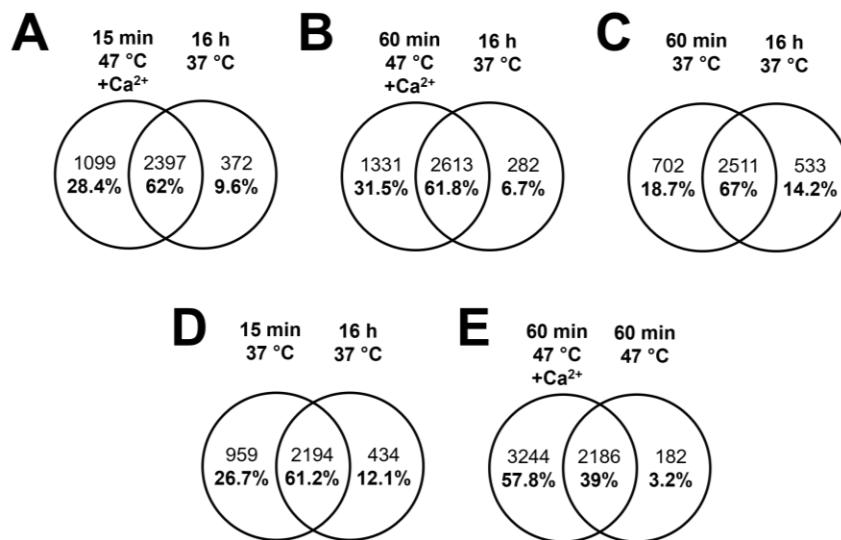 A
15 min 16 h
47 °C 37 °C
+Ca²⁺
1099 2397 372
28.4% 62% 9.6%
B
60 min 16 h
47 °C 37 °C
+Ca²⁺
1331 2613 282
31.5% 61.8% 6.7%
C
60 min 16 h
37 °C 37 °C
702 2511 533
18.7% 67% 14.2%
D
15 min 16 h
37 °C 37 °C
959 2194 434
26.7% 61.2% 12.1%
E
60 min 60 min
47 °C 47 °C
+Ca²⁺
3244 2186 182
57.8% 39% 3.2%